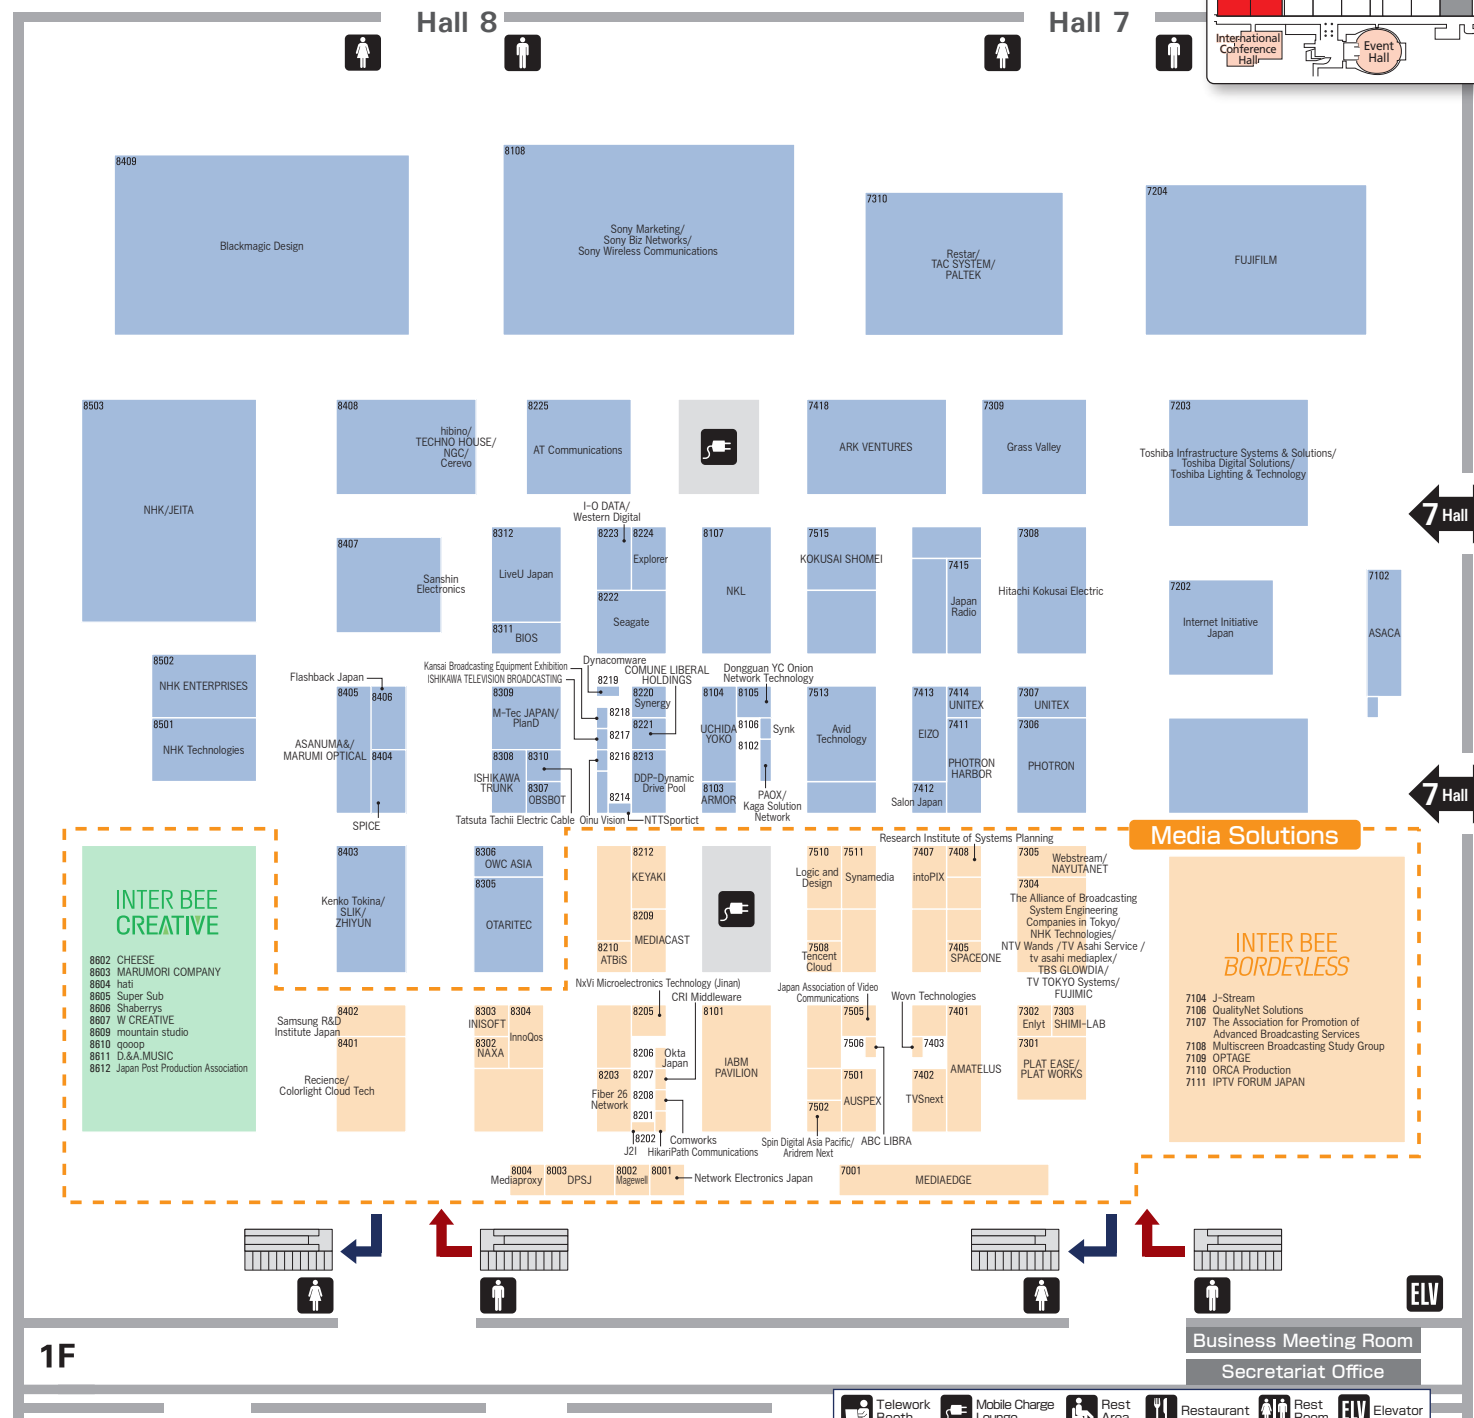 Hall 8
Hall 7
International
Conference
Hall
Event
Hall
8409
Blackmagic Design
8108
Sony Marketing/
Sony Biz Networks/
Sony Wireless Communications
7310
Restar/
TAC SYSTEM/
PALTEK
7204
FUJIFILM
8503
NHK/JEITA
8408
hibino/
TECHNO HOUSE/
NGC/
Cerevo
8225
AT Communications
7418
ARK VENTURES
7309
Grass Valley
7203
Toshiba Infrastructure Systems & Solutions/
Toshiba Digital Solutions/
Toshiba Lighting & Technology
7 Hall
8407
Sanshin
Electronics
8312
LiveU Japan
8311
BIOS
I-O DATA/
Western Digital
8223
8224
Explorer
8222
Seagate
8107
NKL
7515
KOKUSAI SHOMEI
7415
Japan
Radio
7308
Hitachi Kokusai Electric
7202
Internet Initiative
Japan
7102
ASACA
8502
NHK ENTERPRISES
8501
NHK Technologies
Flashback Japan
8405
8406
ASANUMA&/
MARUMI OPTICAL
8404
SPICE
Kansai Broadcasting Equipment Exhibition
ISHIKAWA TELEVISION BROADCASTING
Dynacomware
8219
COMUNE LIBERAL
HOLDINGS
8309
M-Tec JAPAN/
PlanD
8308
ISHIKAWA
TRUNK
8310
8307
OBSBOT
8218
8217
8216
8214
8220
Synergy
8221
8213
DDP-Dynamic
Drive Pool
Tatsuta Tachii Electric Cable
Oinu Vision
NTTSportict
Dongguan YC Onion
Network Technology
8104
UCHIDA
YOKO
8105
8106
Synk
8102
8103
ARMOR
PAOX/
Kaga Solution
Network
7513
Avid
Technology
7413
EIZO
7414
UNITEX
7411
PHOTRON
HARBOR
7412
Salon Japan
7307
UNITEX
7306
PHOTRON
7 Hall
Media Solutions
INTER BEE
CREATIVE
8602 CHEESE
8603 MARUMORI COMPANY
8604 hati
8605 Super Sub
8606 Shaberrys
8607 W CREATIVE
8609 mountain studio
8610 qooop
8611 D.&A.MUSIC
8612 Japan Post Production Association
8403
Kenko Tokina/
SLIK/
ZHIYUN
8306
OWC ASIA
8305
OTARITEC
8212
KEYAKI
8209
MEDIACAST
8210
ATBiS
7510
Logic and
Design
7511
Synamedia
7508
Tencent
Cloud
Research Institute of Systems Planning
7407
intoPIX
7408
7405
SPACEONE
7305
Webstream/
NAYUTANET
7304
The Alliance of Broadcasting
System Engineering
Companies in Tokyo/
NHK Technologies/
NTV Wands /TV Asahi Service /
tv asahi mediaplex/
TBS GLOWDIA/
TV TOKYO Systems/
FUJIMIC
INTER BEE
BORDERLESS
7104 J-Stream
7106 QualityNet Solutions
7107 The Association for Promotion of
Advanced Broadcasting Services
7108 Multiscreen Broadcasting Study Group
7109 OPTAGE
7110 ORCA Production
7111 IPTV FORUM JAPAN
8402
Samsung R&D
Institute Japan
8401
Recience/
Colorlight Cloud Tech
8303
INISOFT
8304
InnoQos
8302
NAXA
NxVi Microelectronics Technology (Jinan)
CRI Middleware
8205
8206
Okta
Japan
8207
8203
Fiber 26
Network
8208
8201
8202
J2I
Comworks
HikariPath Communications
8101
IABM
PAVILION
Japan Association of Video
Communications
7505
7506
7501
AUSPEX
7502
Spin Digital Asia Pacific/
Aridrem Next
ABC LIBRA
Wovn Technologies
7403
7402
TVSnext
7401
AMATELUS
7302
Enlyt
7303
SHIMI-LAB
7301
PLAT EASE/
PLAT WORKS
8004
Mediaproxy
8003
DPSJ
8002
Magewell
8001
Network Electronics Japan
7001
MEDIAEDGE
ELV
1F
Business Meeting Room
Secretariat Office
Telework
Booth
Mobile Charge
Lounge
Rest
Area
Restaurant
Rest
Room
ELV Elevator